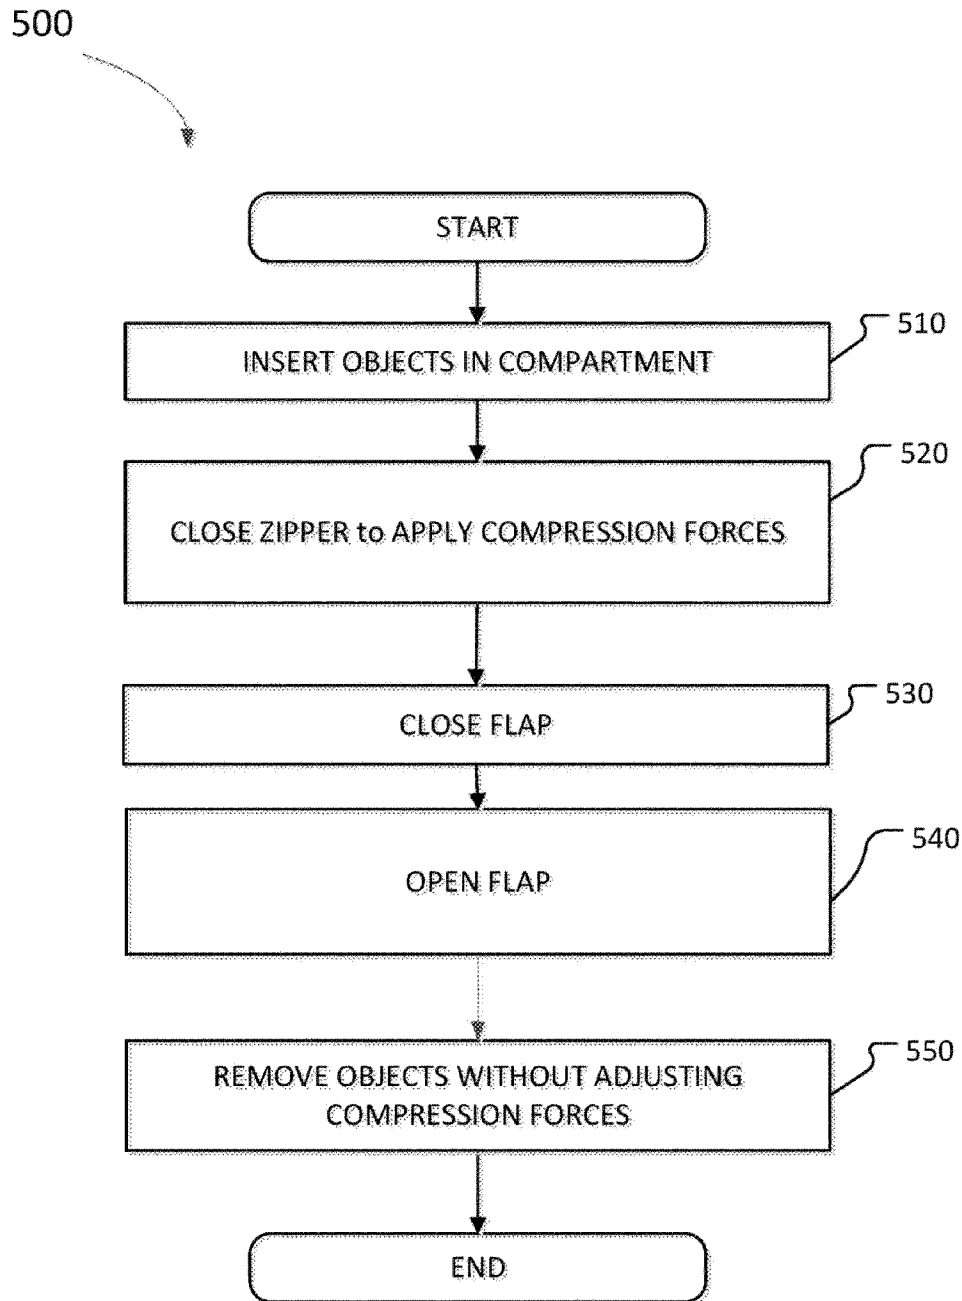 500
START
INSERT OBJECTS IN COMPARTMENT
510
CLOSE ZIPPER to APPLY COMPRESSION FORCES
520
CLOSE FLAP
530
OPEN FLAP
540
REMOVE OBJECTS WITHOUT ADJUSTING
COMPRESSION FORCES
550
END